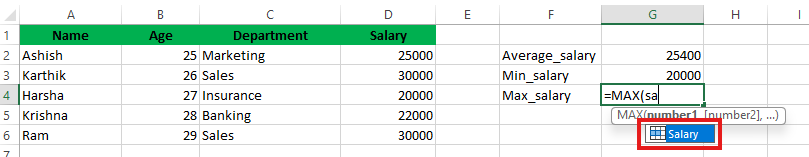 A B C D E F G H I
1 Name Age Department Salary
2 Ashish 25 Marketing 25000 Average_salary 25400
3 Karthik 26 Sales 30000 Min_salary 20000
4 Harsha 27 Insurance 20000 Max_salary =MAX(sa
5 Krishna 28 Banking 22000 MAX(number1, [number2], ...)
6 Ram 29 Sales 30000 Salary
7